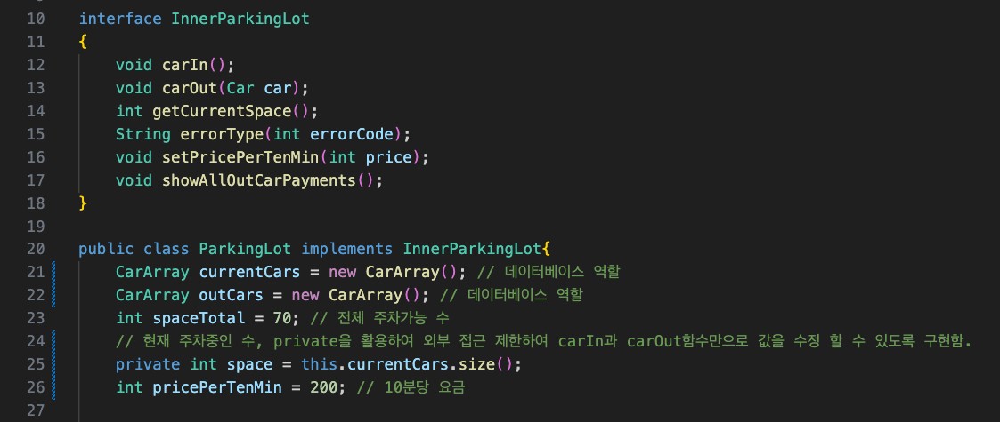 10 interface InnerParkingLot
11 {
12 void carIn();
13 void carOut(Car car);
14 int getCurrentSpace();
15 String errorType(int errorCode);
16 void setPricePerTenMin(int price);
17 void showAllOutCarPayments();
18 }
19
20 public class ParkingLot implements InnerParkingLot{
21 CarArray currentCars = new CarArray(); // 데이터베이스 역할
22 CarArray outCars = new CarArray(); // 데이터베이스 역할
23 int spaceTotal = 70; // 전체 주차가능 수
24 // 현재 주차중인 수, private을 활용하여 외부 접근 제한하여 carIn과 carOut함수만으로 값을 수정 할 수 있도록 구현함.
25 private int space = this.currentCars.size();
26 int pricePerTenMin = 200; // 10분당 요금
27